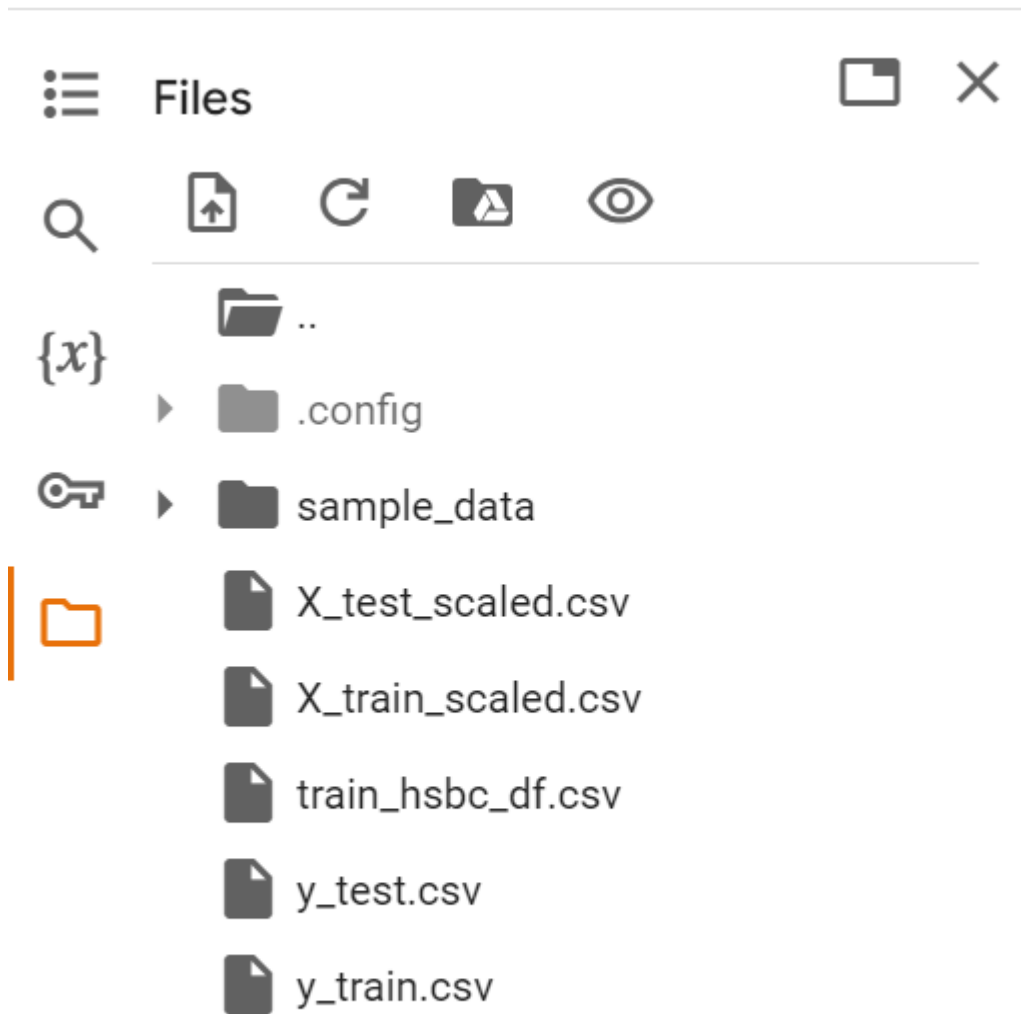 Files
..
{x}
.config
sample_data
X_test_scaled.csv
X_train_scaled.csv
train_hsbc_df.csv
y_test.csv
y_train.csv